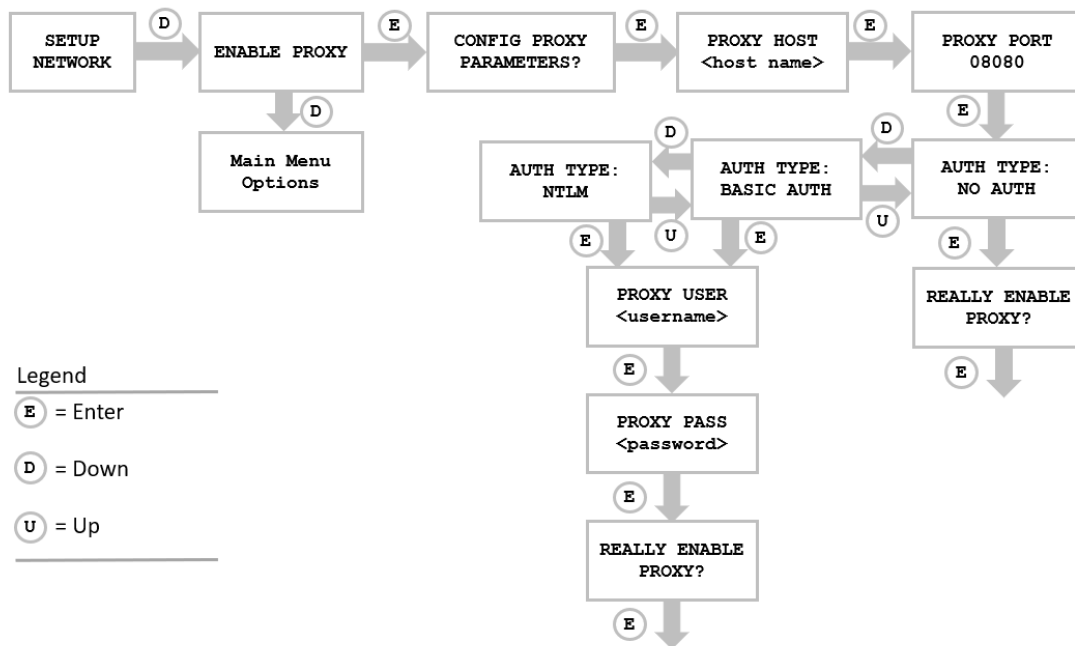 SETUP
NETWORK
D
ENABLE PROXY
E
CONFIG PROXY
PARAMETERS?
E
PROXY HOST
<host name>
E
PROXY PORT
08080
D
Main Menu
Options
E
AUTH TYPE:
NO AUTH
D
U
AUTH TYPE:
BASIC AUTH
D
U
AUTH TYPE:
NTLM
E
E
E
PROXY USER
<username>
REALLY ENABLE
PROXY?
E
E
PROXY PASS
<password>
E
REALLY ENABLE
PROXY?
E
Legend
E = Enter
D = Down
U = Up